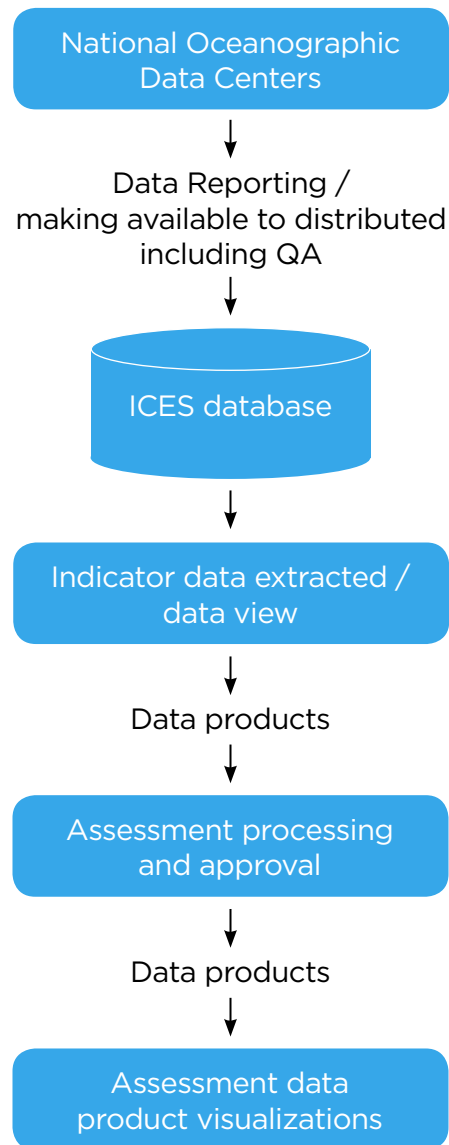 National Oceanographic
Data Centers
Data Reporting /
making available to distributed
including QA
ICES database
Indicator data extracted /
data view
Data products
Assessment processing
and approval
Data products
Assessment data
product visualizations